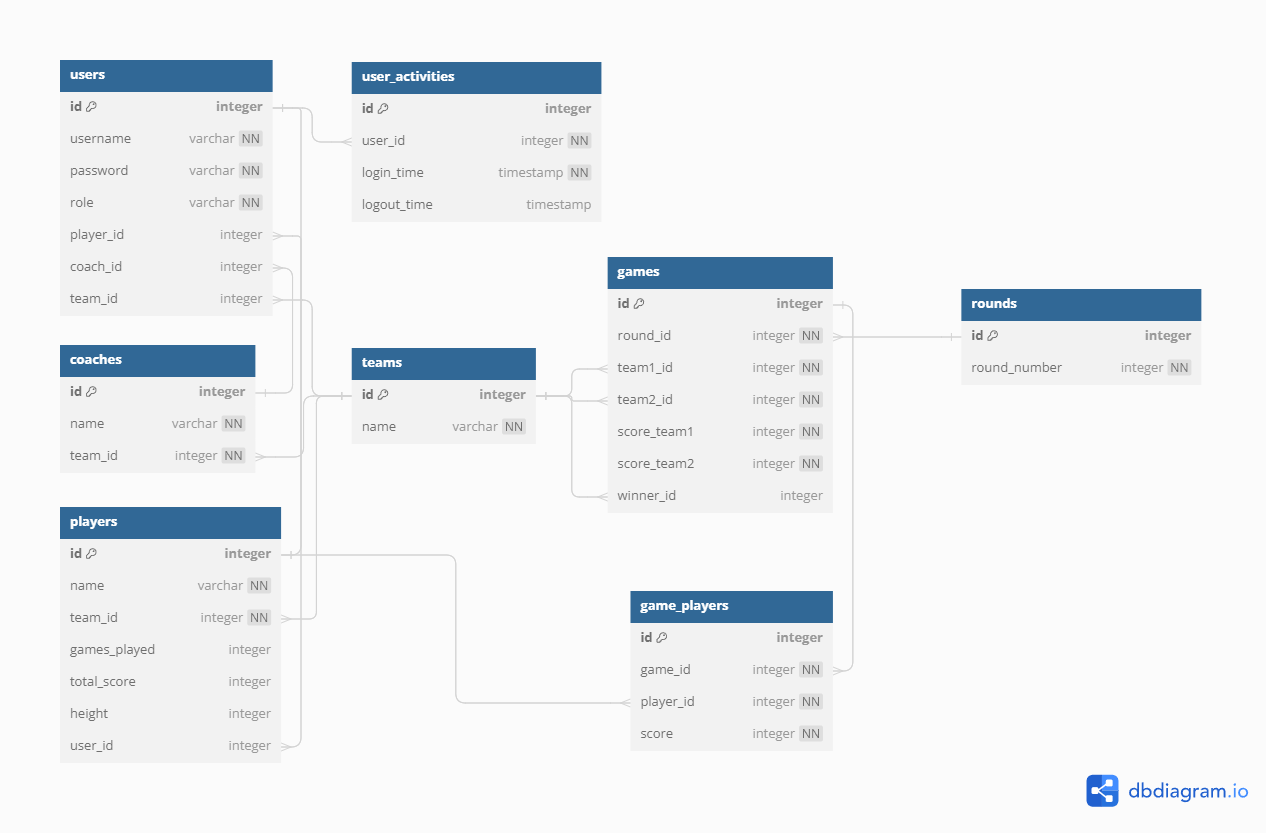 users
id integer
username varchar NN
password varchar NN
role varchar NN
player_id integer
coach_id integer
team_id integer
user_activities
id integer
user_id integer NN
login_time timestamp NN
logout_time timestamp
coaches
id integer
name varchar NN
team_id integer NN
teams
id integer
name varchar NN
games
id integer
round_id integer NN
team1_id integer NN
team2_id integer NN
score_team1 integer NN
score_team2 integer NN
winner_id integer
rounds
id integer
round_number integer NN
players
id integer
name varchar NN
team_id integer NN
games_played integer
total_score integer
height integer
user_id integer
game_players
id integer
game_id integer NN
player_id integer NN
score integer NN
dbdiagram.io